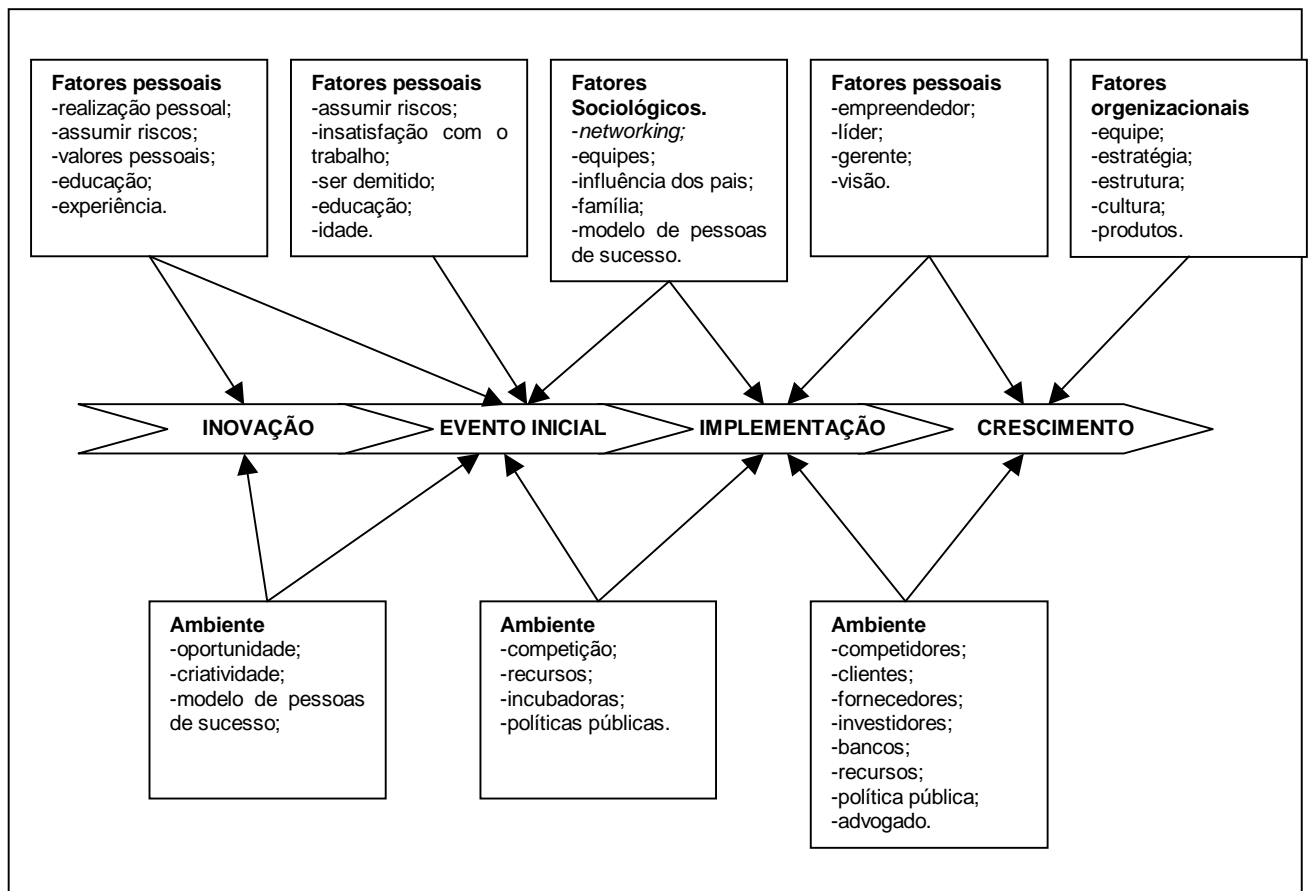 Fatores pessoais
-realização pessoal;
-assumir riscos;
-valores pessoais;
-educação;
-experiência.
Fatores pessoais
-assumir riscos;
-insatisfação com o
trabalho;
-ser demitido;
-educação;
-idade.
Fatores
Sociológicos.
-networking;
-equipes;
-influência dos pais;
-família;
-modelo de pessoas
de sucesso.
Fatores pessoais
-empreendedor;
-líder;
-gerente;
-visão.
Fatores
orgenizacionais
-equipe;
-estratégia;
-estrutura;
-cultura;
-produtos.
INOVAÇÃO
EVENTO INICIAL
IMPLEMENTAÇÃO
CRESCIMENTO
Ambiente
-oportunidade;
-criatividade;
-modelo de pessoas
de sucesso;
Ambiente
-competição;
-recursos;
-incubadoras;
-políticas públicas.
Ambiente
-competidores;
-clientes;
-fornecedores;
-investidores;
-bancos;
-recursos;
-política pública;
-advogado.